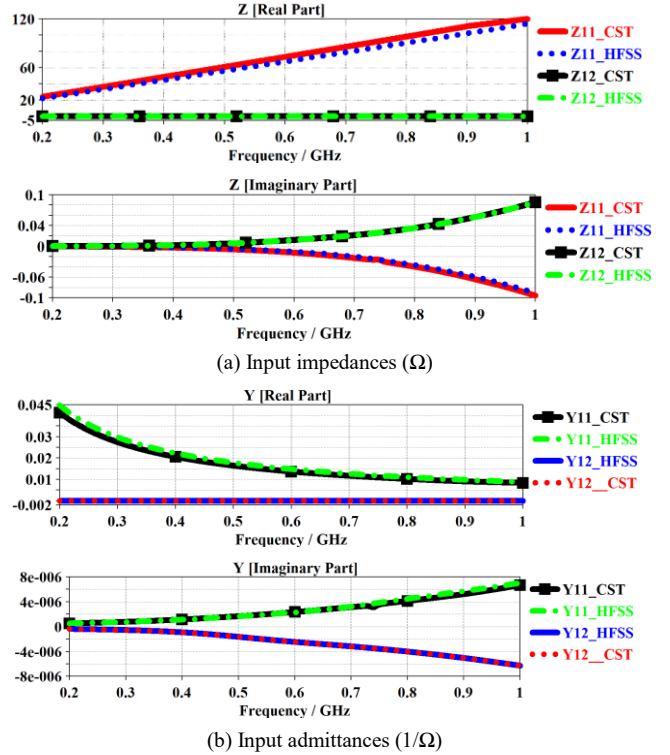 Z [Real Part]
120
60
20
-5
0.2 0.3 0.4 0.5 0.6 0.7 0.8 0.9 1
Frequency / GHz
Z11_CST
Z11_HFSS
Z12_CST
Z12_HFSS
Z [Imaginary Part]
0.1
0.04
0
-0.06
-0.1
0.2 0.3 0.4 0.5 0.6 0.7 0.8 0.9 1
Frequency / GHz
Z11_CST
Z11_HFSS
Z12_CST
Z12_HFSS
(a) Input impedances (Ω)
Y [Real Part]
0.045
0.03
0.02
0.01
-0.002
0.2 0.3 0.4 0.5 0.6 0.7 0.8 0.9 1
Frequency / GHz
Y11_CST
Y11_HFSS
Y12_HFSS
Y12__CST
Y [Imaginary Part]
8e-006
4e-006
0
-4e-006
-8e-006
0.2 0.3 0.4 0.5 0.6 0.7 0.8 0.9 1
Frequency / GHz
Y11_CST
Y11_HFSS
Y12_HFSS
Y12__CST
(b) Input admittances (1/Ω)